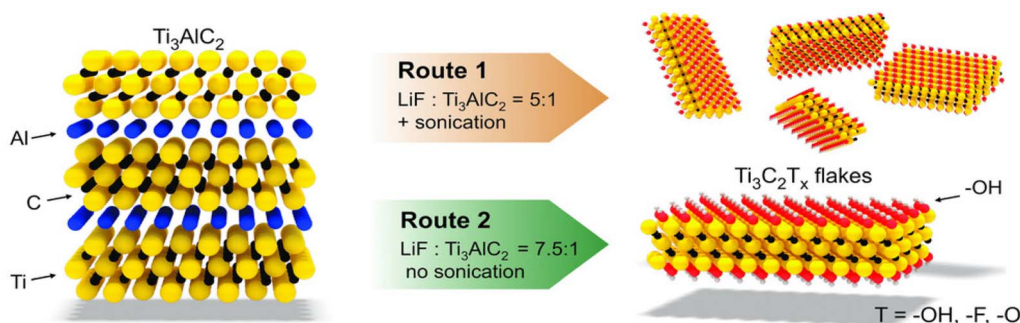 Ti₃AlC₂
Al
C
Ti
Route 1
LiF : Ti₃AlC₂ = 5:1
+ sonication
Route 2
LiF : Ti₃AlC₂ = 7.5:1
no sonication
Ti₃C₂Tₓ flakes
-OH
T = -OH, -F, -O